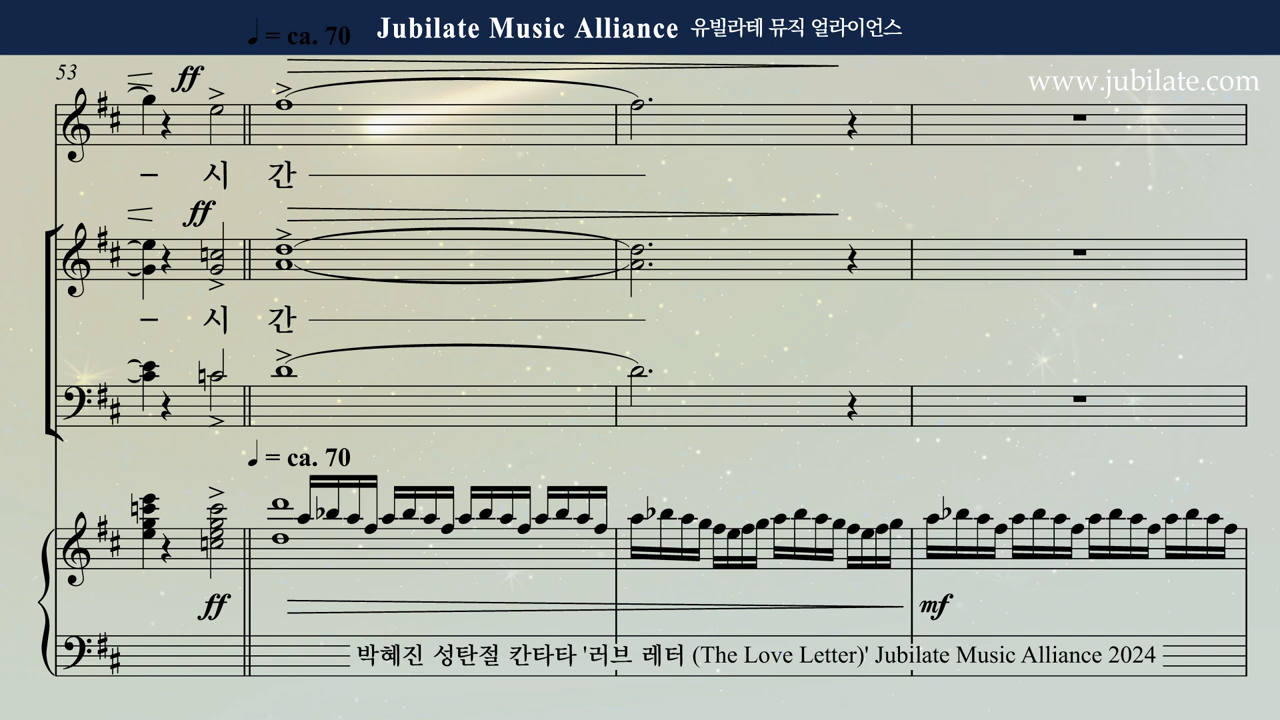 ♩ = ca. 70 Jubilate Music Alliance 유빌라테 뮤직 얼라이언스
53 ff www.jubilate.com
– 시 간
ff
– 시 간
♩ = ca. 70
ff mf
박혜진 성탄절 칸타타 '러브 레터 (The Love Letter)' Jubilate Music Alliance 2024